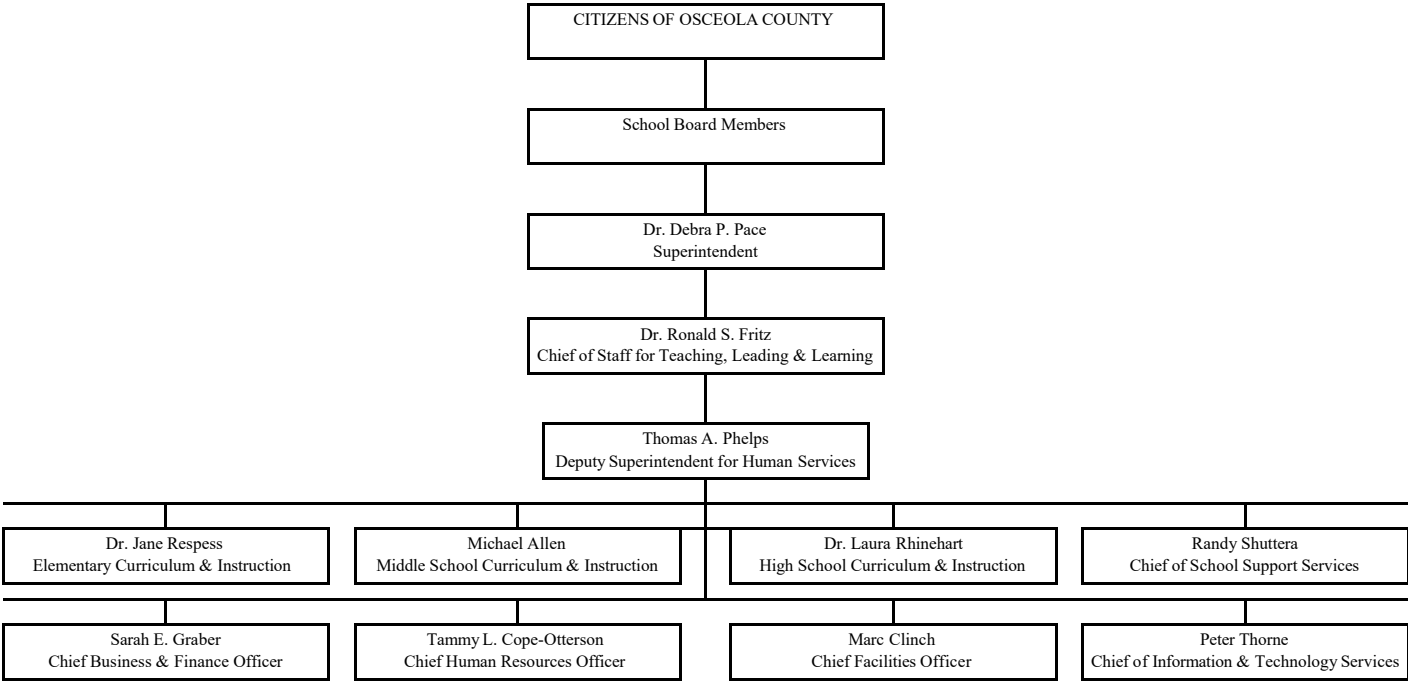 CITIZENS OF OSCEOLA COUNTY
School Board Members
Dr. Debra P. Pace
Superintendent
Dr. Ronald S. Fritz
Chief of Staff for Teaching, Leading & Learning
Thomas A. Phelps
Deputy Superintendent for Human Services
Dr. Jane Respess
Elementary Curriculum & Instruction
Michael Allen
Middle School Curriculum & Instruction
Dr. Laura Rhinehart
High School Curriculum & Instruction
Randy Shuttera
Chief of School Support Services
Sarah E. Graber
Chief Business & Finance Officer
Tammy L. Cope-Otterson
Chief Human Resources Officer
Marc Clinch
Chief Facilities Officer
Peter Thorne
Chief of Information & Technology Services